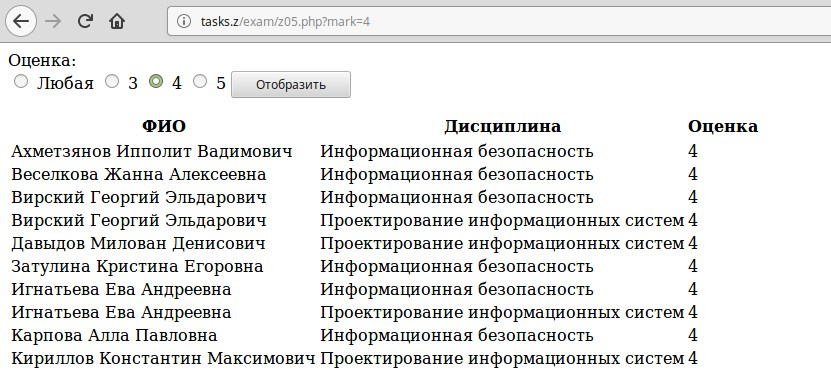 tasks.z/exam/z05.php?mark=4
Оценка:
Любая 3 4 5 Отобразить
ФИО Дисциплина Оценка
Ахметзянов Ипполит Вадимович Информационная безопасность 4
Веселкова Жанна Алексеевна Информационная безопасность 4
Вирский Георгий Эльдарович Информационная безопасность 4
Вирский Георгий Эльдарович Проектирование информационных систем 4
Давыдов Милован Денисович Проектирование информационных систем 4
Затулина Кристина Егоровна Информационная безопасность 4
Игнатьева Ева Андреевна Информационная безопасность 4
Игнатьева Ева Андреевна Проектирование информационных систем 4
Карпова Алла Павловна Информационная безопасность 4
Кириллов Константин Максимович Проектирование информационных систем 4